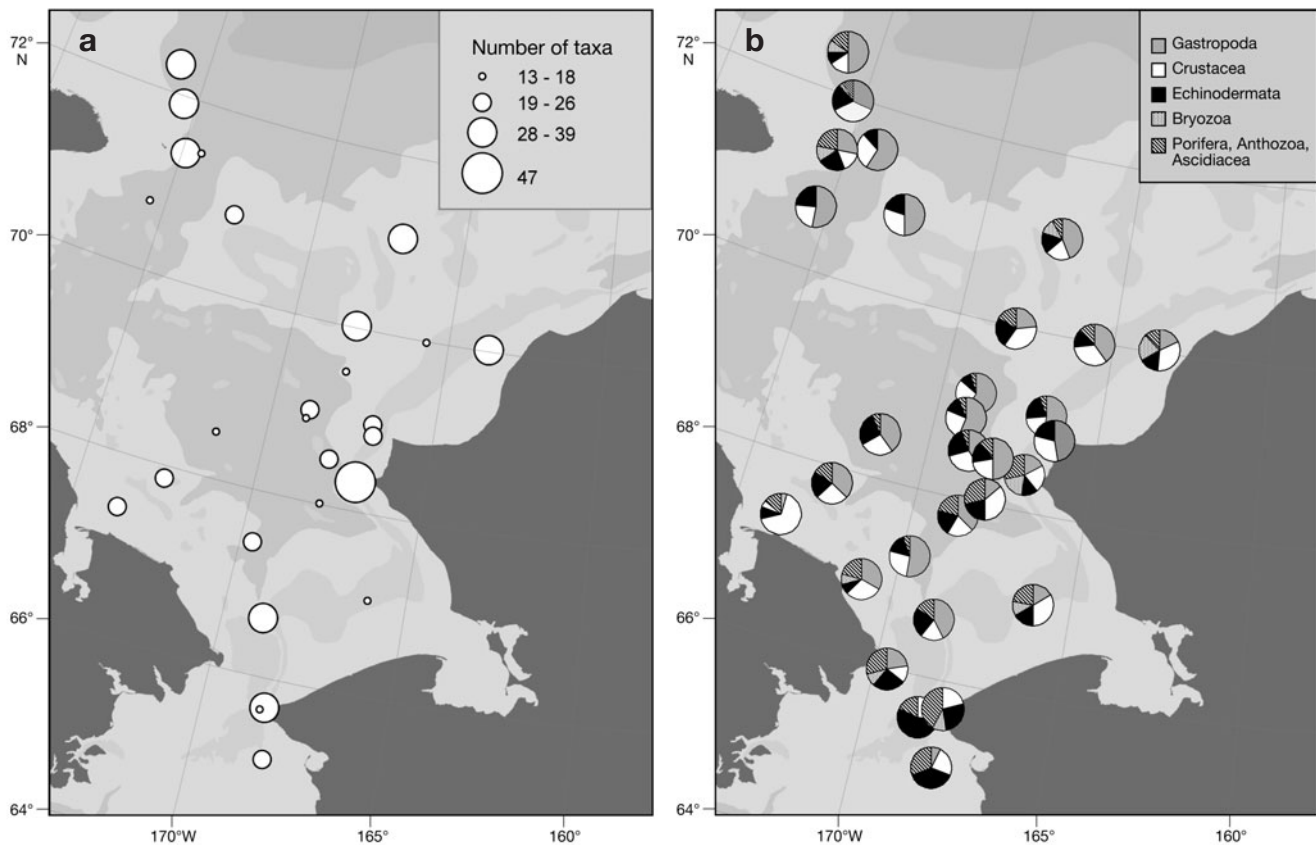 a
72°
N
70°
68°
66°
64°
170°W
165°
160°
Number of taxa
13 - 18
19 - 26
28 - 39
47
b
72°
N
70°
68°
66°
64°
170°W
165°
160°
Gastropoda
Crustacea
Echinodermata
Bryozoa
Porifera, Anthozoa,
Ascidiacea